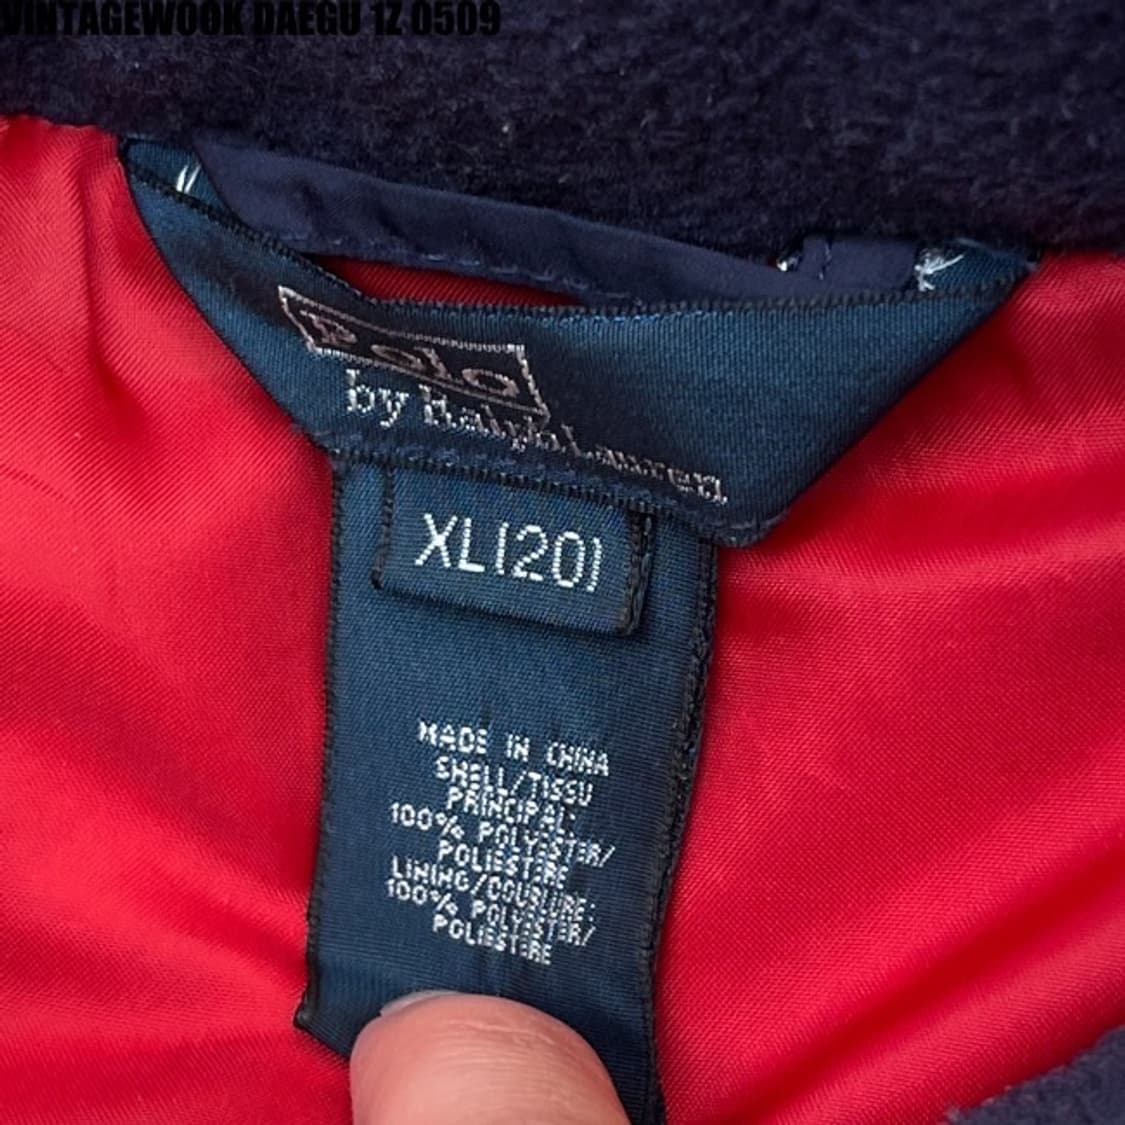 VINTAGEWOOK DAEGU 1Z 0509
Polo
by Ralph Lauren
XL(20)
MADE IN CHINA
SHELL/TISSU
PRINCIPAL:
100% POLYESTER/
POLIESTERE
LINING/DOUBLURE:
100% POLYESTER/
POLIESTERE